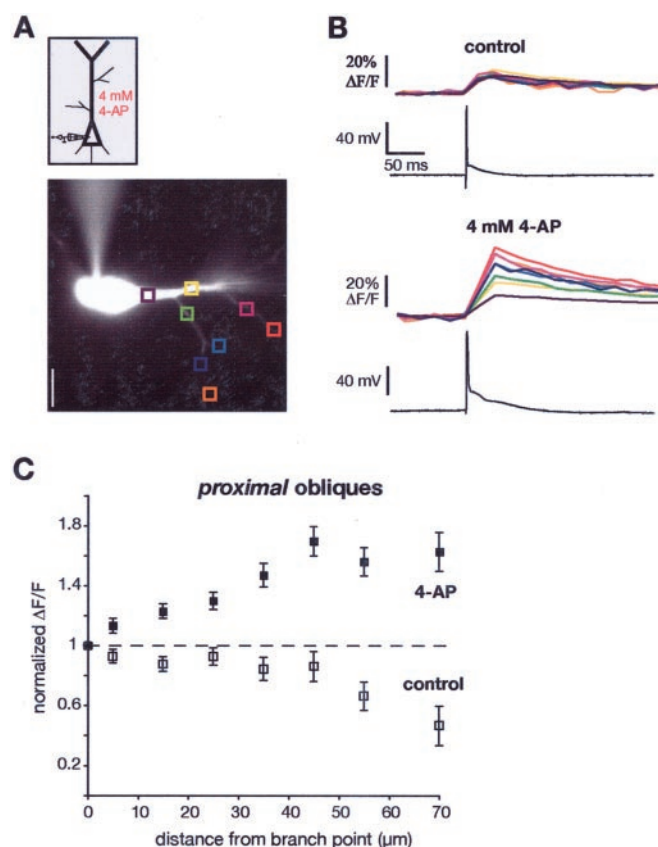 A
4 mM
4-AP
B
control
20%
ΔF/F
40 mV
50 ms
4 mM 4-AP
20%
ΔF/F
40 mV
C
proximal obliques
normalized ΔF/F
1.8
1.4
1
0.6
0.2
4-AP
control
0 10 20 30 40 50 60 70
distance from branch point (µm)